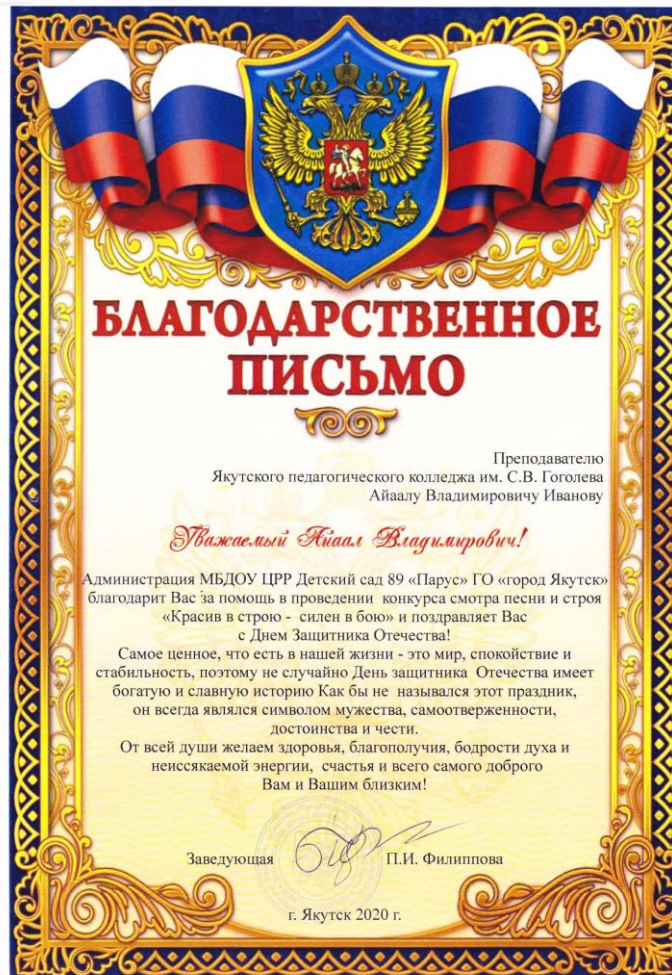 БЛАГОДАРСТВЕННОЕ
ПИСЬМО
Преподавателю
Якутского педагогического колледжа им. С.В. Гоголева
Айаалу Владимировичу Иванову
Уважаемый Айаал Владимирович!
Администрация МБДОУ ЦРР Детский сад 89 «Парус» ГО «город Якутск»
благодарит Вас за помощь в проведении конкурса смотра песни и строя
«Красив в строю - силен в бою» и поздравляет Вас
с Днем Защитника Отечества!
Самое ценное, что есть в нашей жизни - это мир, спокойствие и
стабильность, поэтому не случайно День защитника Отечества имеет
богатую и славную историю Как бы не назывался этот праздник,
он всегда являлся символом мужества, самоотверженности,
достоинства и чести.
От всей души желаем здоровья, благополучия, бодрости духа и
неиссякаемой энергии, счастья и всего самого доброго
Вам и Вашим близким!
Заведующая П.И. Филиппова
г. Якутск 2020 г.